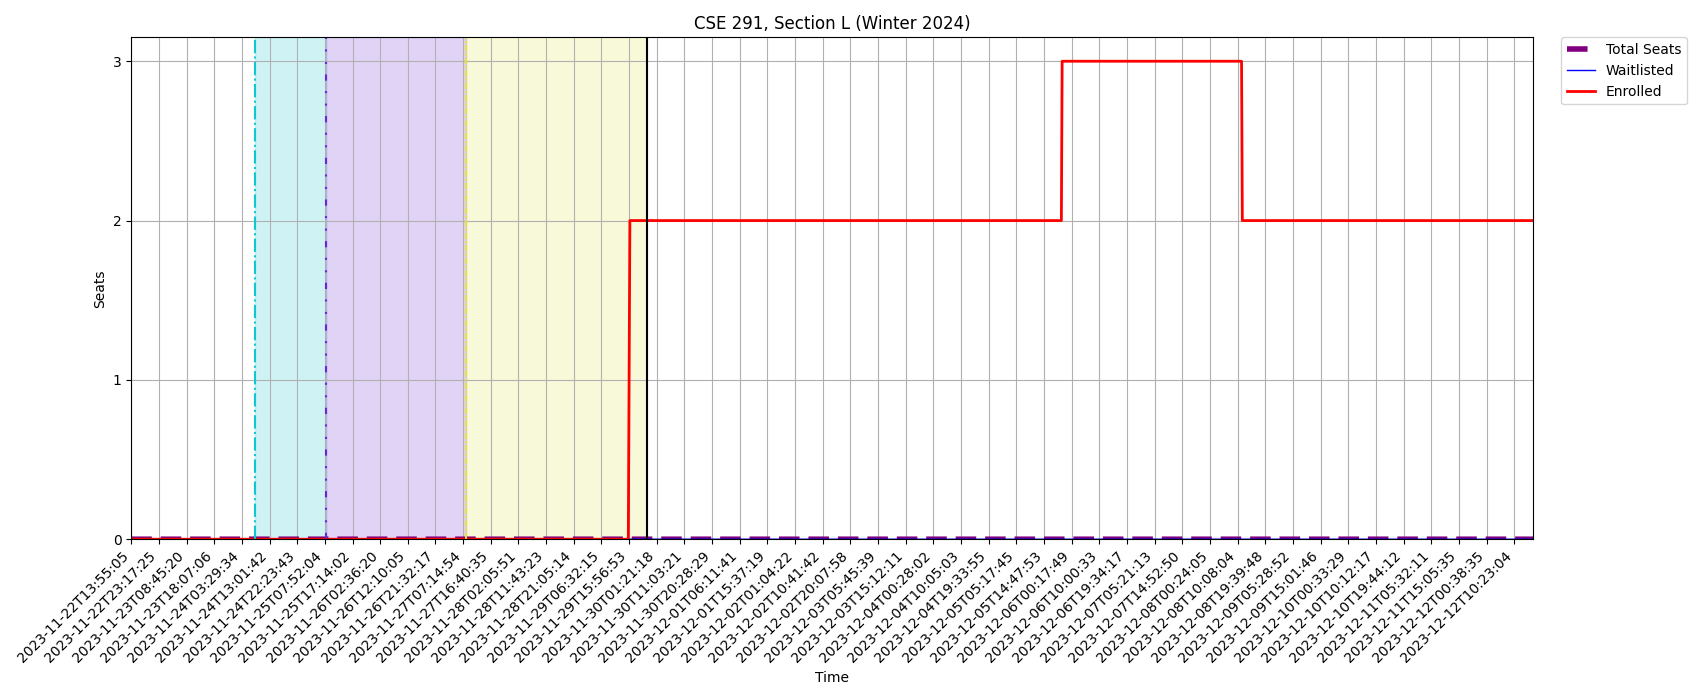 CSE 291, Section L (Winter 2024)
Total Seats
Waitlisted
Enrolled
Seats
3
2
1
0
2023-11-22T13:55:05
2023-11-22T23:17:25
2023-11-23T08:45:20
2023-11-23T18:07:06
2023-11-24T03:29:34
2023-11-24T13:01:42
2023-11-24T22:23:43
2023-11-25T07:52:04
2023-11-25T17:14:02
2023-11-26T02:36:20
2023-11-26T12:10:05
2023-11-26T21:32:17
2023-11-27T07:14:54
2023-11-27T16:40:35
2023-11-28T02:05:51
2023-11-28T11:43:23
2023-11-28T21:05:14
2023-11-29T06:32:15
2023-11-29T15:56:53
2023-11-30T01:21:18
2023-11-30T11:03:21
2023-11-30T20:28:29
2023-12-01T06:11:41
2023-12-01T15:37:19
2023-12-02T01:04:22
2023-12-02T10:41:42
2023-12-02T20:07:58
2023-12-03T05:45:39
2023-12-03T15:12:11
2023-12-04T00:28:02
2023-12-04T10:05:03
2023-12-04T19:33:55
2023-12-05T05:17:45
2023-12-05T14:47:53
2023-12-06T00:17:49
2023-12-06T10:00:33
2023-12-06T19:34:17
2023-12-07T05:21:13
2023-12-07T14:52:50
2023-12-08T00:24:05
2023-12-08T10:08:04
2023-12-08T19:39:48
2023-12-09T05:28:52
2023-12-09T15:01:46
2023-12-10T00:33:29
2023-12-10T10:12:17
2023-12-10T19:44:12
2023-12-11T05:32:11
2023-12-11T15:05:35
2023-12-12T00:38:35
2023-12-12T10:23:04
Time